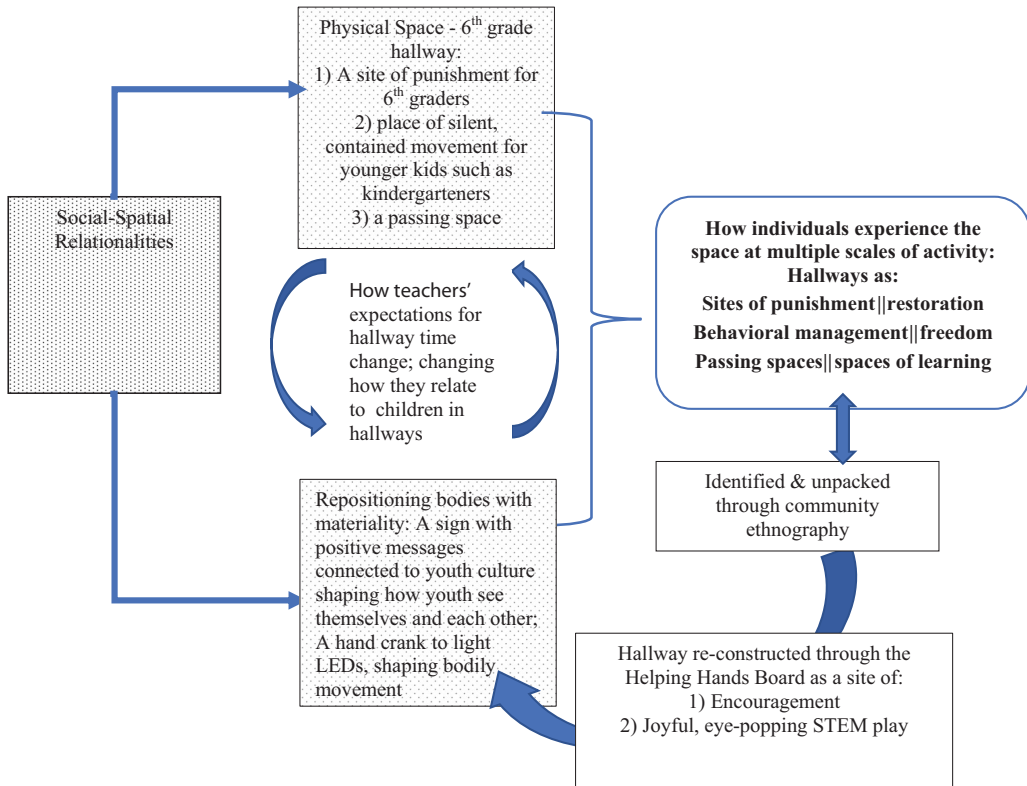 Physical Space - 6th grade
hallway:
1) A site of punishment for
6th graders
2) place of silent,
contained movement for
younger kids such as
kindergarteners
3) a passing space
Social-Spatial
Relationalities
How teachers’
expectations for
hallway time
change; changing
how they relate
to children in
hallways
Repositioning bodies with
materiality: A sign with
positive messages
connected to youth culture
shaping how youth see
themselves and each other;
A hand crank to light
LEDs, shaping bodily
movement
How individuals experience the
space at multiple scales of activity:
Hallways as:
Sites of punishment||restoration
Behavioral management||freedom
Passing spaces||spaces of learning
Identified & unpacked
through community
ethnography
Hallway re-constructed through the
Helping Hands Board as a site of:
1) Encouragement
2) Joyful, eye-popping STEM play